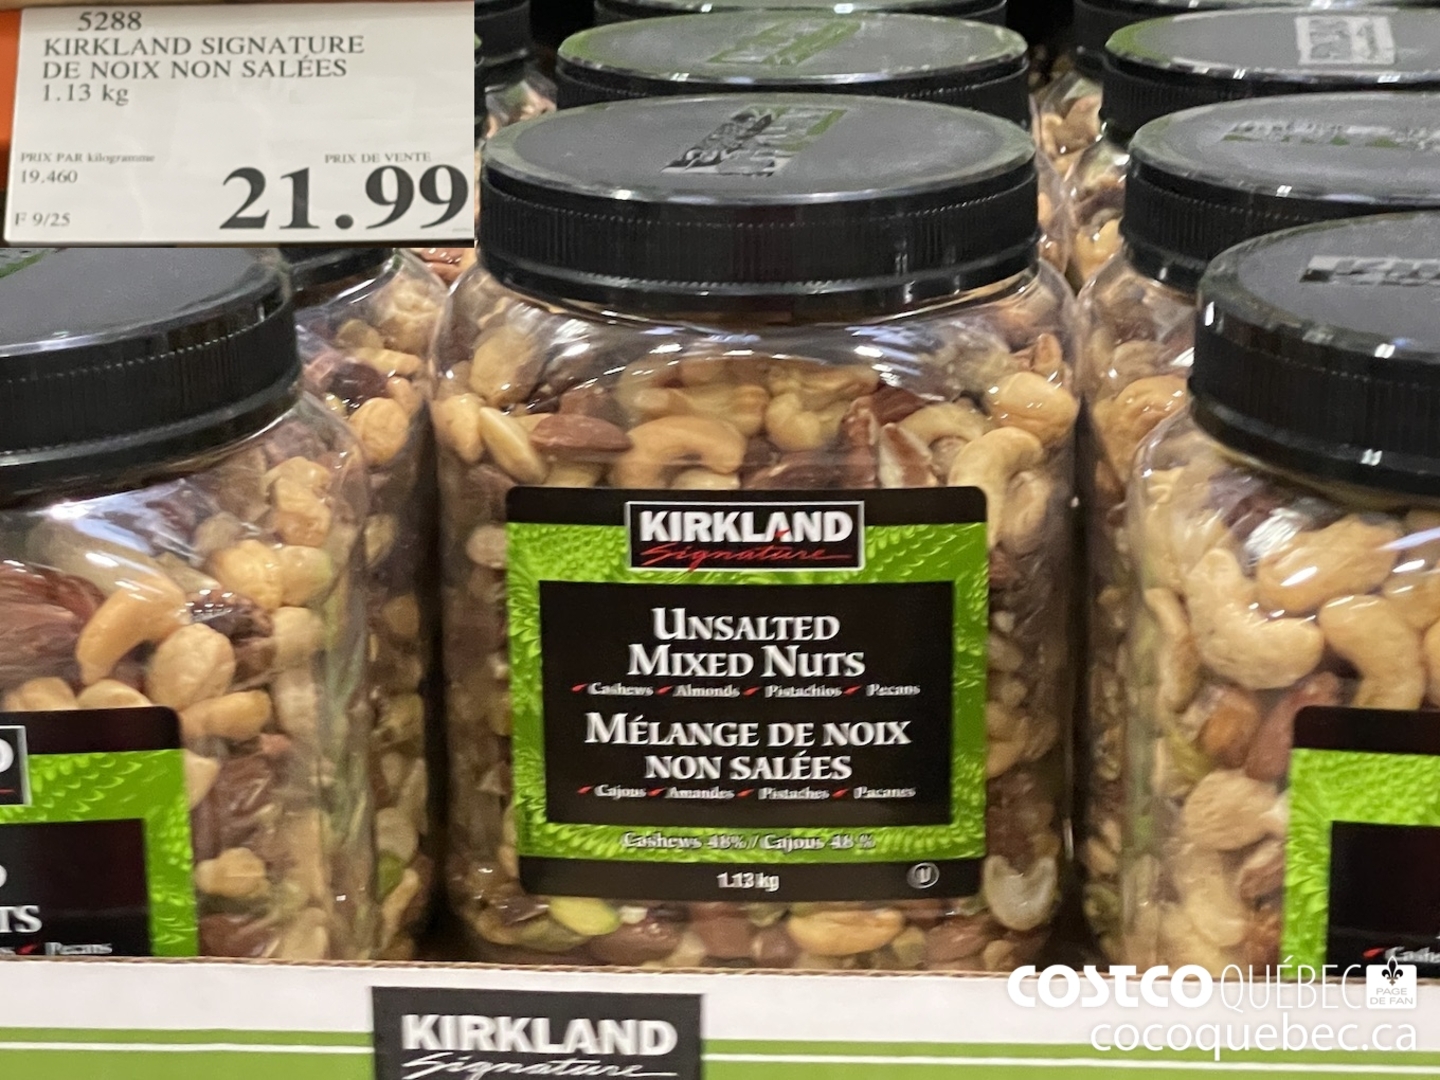 5288
KIRKLAND SIGNATURE
DE NOIX NON SALÉES
1.13 kg
PRIX PAR kilogramme
19.460
PRIX DE VENTE
21.99
F 9/25
KIRKLAND
Signature
UNSALTED
MIXED NUTS
Cashews Almonds Pistachios Pecans
MÉLANGE DE NOIX
NON SALÉES
Cajous Amandes Pistaches Pacanes
Cashews 48% / Cajous 48 %
1.13 kg
U
TS
Pecans
KIRKLAND
Signature
COSTCO QUÉBEC
PAGE
DE FAN
cocoquebec.ca